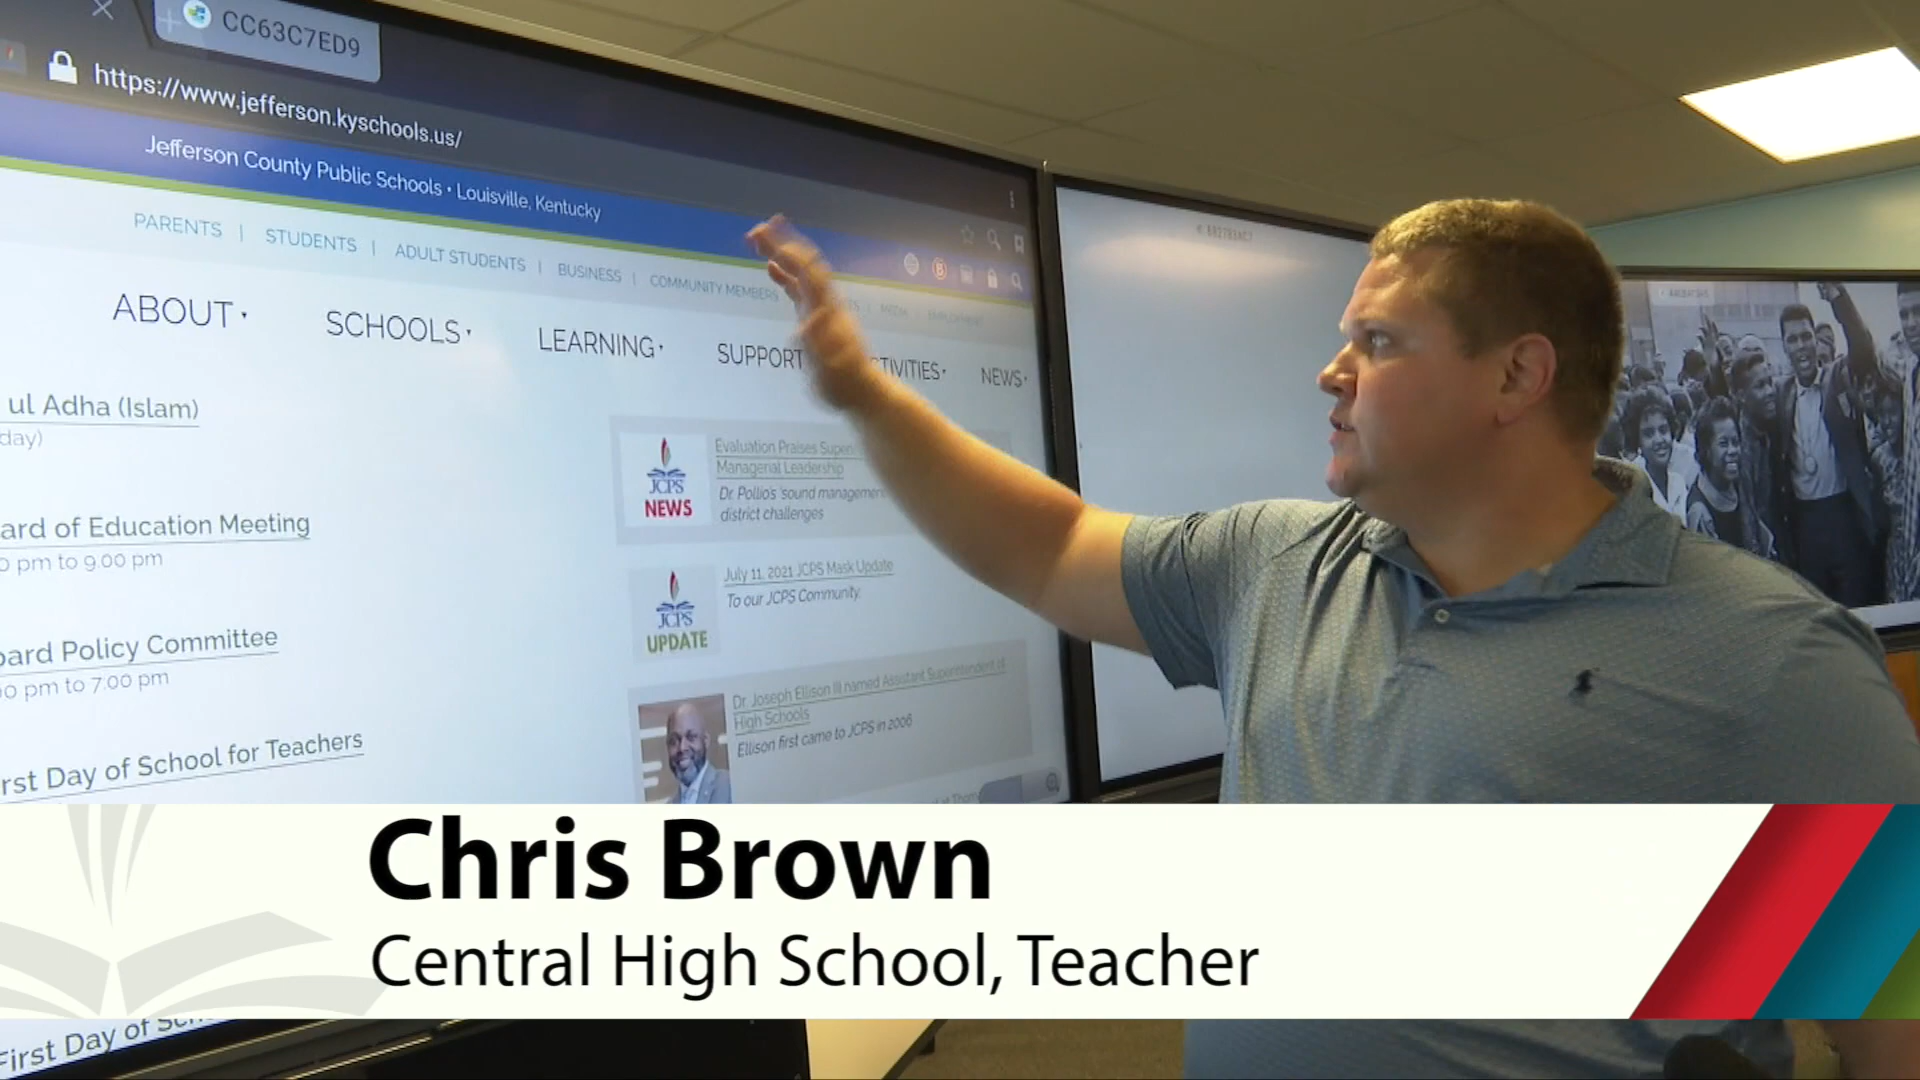 CC63C7ED9
https://www.jefferson.kyschools.us/
Jefferson County Public Schools • Louisville, Kentucky
PARENTS | STUDENTS | ADULT STUDENTS | BUSINESS | COMMUNITY MEMBERS
ABOUT SCHOOLS LEARNING SUPPORT TIVITIES NEWS
ul Adha (Islam)
day)
ard of Education Meeting
0 pm to 9:00 pm
oard Policy Committee
00 pm to 7:00 pm
rst Day of School for Teachers
First Day of
JCPS
NEWS
Evaluation Praises
Managerial Leadership
Dr. Pollio's 'sound management
district challenges
JCPS
UPDATE
July 11, 2021 JCPS Mask Update
To our JCPS Community,
Dr. Joseph Ellison III named Assistant Superintendent of
High Schools
Ellison first came to JCPS in 2006
Chris Brown
Central High School, Teacher